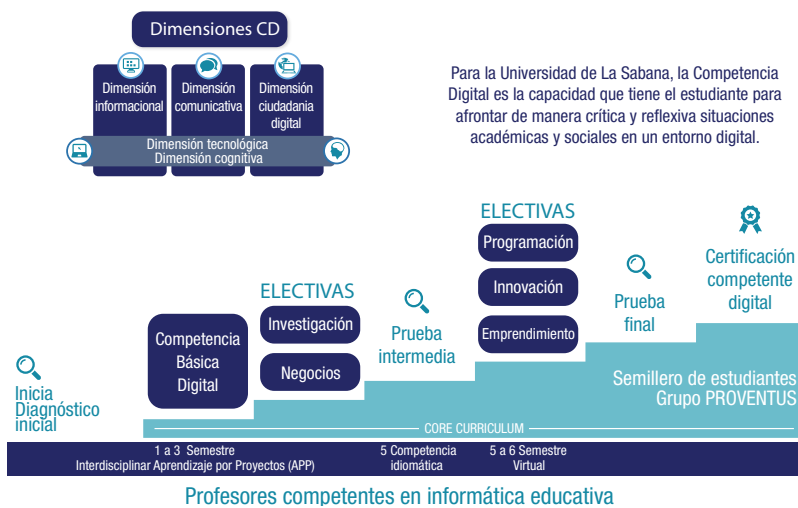 Dimensiones CD
Dimensión
informacional
Dimensión
comunicativa
Dimensión
ciudadania
digital
Dimensión tecnológica
Dimensión cognitiva
Para la Universidad de La Sabana, la Competencia
Digital es la capacidad que tiene el estudiante para
afrontar de manera crítica y reflexiva situaciones
académicas y sociales en un entorno digital.
Inicia
Diagnóstico
inicial
Competencia
Básica
Digital
ELECTIVAS
Investigación
Negocios
Prueba
intermedia
ELECTIVAS
Programación
Innovación
Emprendimiento
Prueba
final
Certificación
competente
digital
Semillero de estudiantes
Grupo PROVENTUS
CORE CURRICULUM
1 a 3 Semestre
Interdisciplinar Aprendizaje por Proyectos (APP)
5 Competencia
idiomática
5 a 6 Semestre
Virtual
Profesores competentes en informática educativa